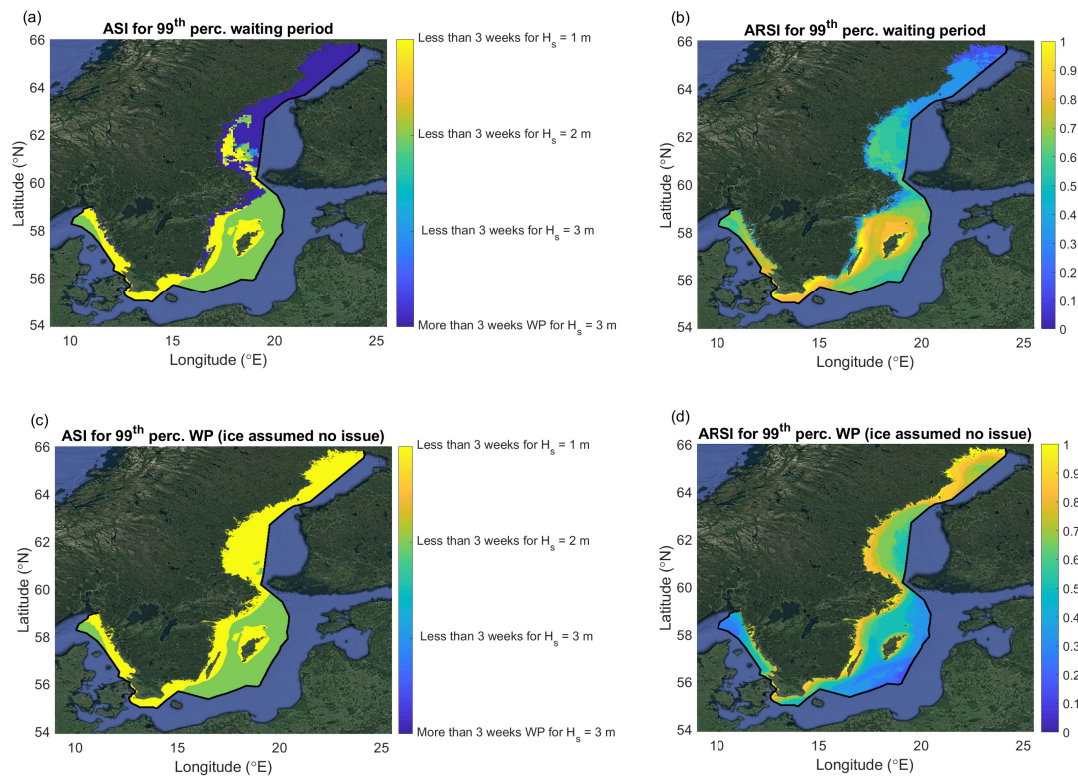 (a)
ASI for 99th perc. waiting period
66
64
62
60
58
56
54
10
15
20
25
Latitude (°N)
Longitude (°E)
Less than 3 weeks for Hs = 1 m
Less than 3 weeks for Hs = 2 m
Less than 3 weeks for Hs = 3 m
More than 3 weeks WP for Hs = 3 m
(b)
ARSI for 99th perc. waiting period
66
64
62
60
58
56
54
10
15
20
25
Latitude (°N)
Longitude (°E)
1
0.9
0.8
0.7
0.6
0.5
0.4
0.3
0.2
0.1
0
(c)
ASI for 99th perc. WP (ice assumed no issue)
66
64
62
60
58
56
54
10
15
20
25
Latitude (°N)
Longitude (°E)
Less than 3 weeks for Hs = 1 m
Less than 3 weeks for Hs = 2 m
Less than 3 weeks for Hs = 3 m
More than 3 weeks WP for Hs = 3 m
(d)
ARSI for 99th perc. WP (ice assumed no issue)
66
64
62
60
58
56
54
10
15
20
25
Latitude (°N)
Longitude (°E)
1
0.9
0.8
0.7
0.6
0.5
0.4
0.3
0.2
0.1
0